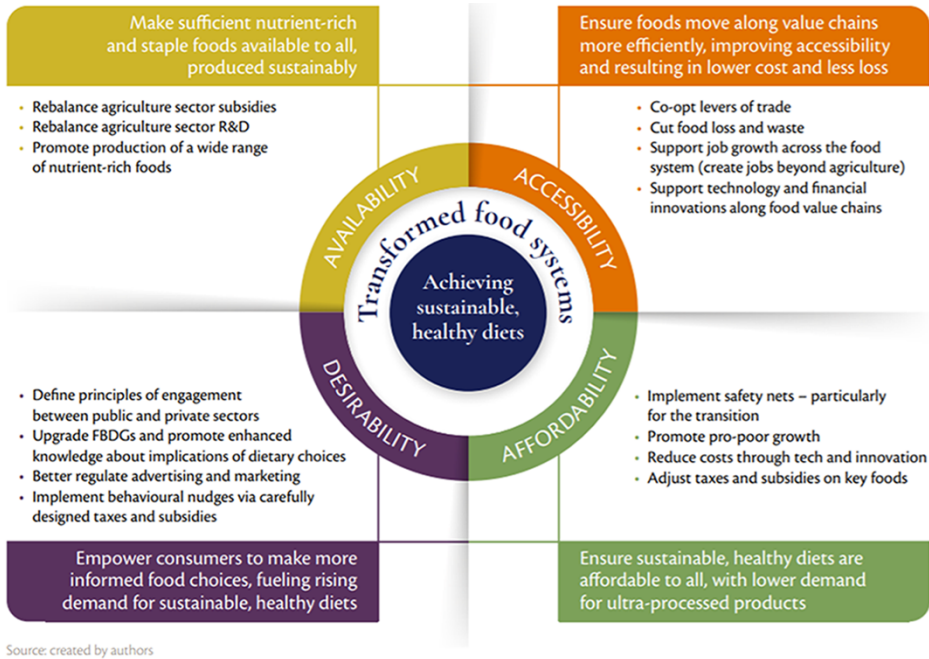 Make sufficient nutrient-rich
and staple foods available to all,
produced sustainably
• Rebalance agriculture sector subsidies
• Rebalance agriculture sector R&D
• Promote production of a wide range
of nutrient-rich foods
Ensure foods move along value chains
more efficiently, improving accessibility
and resulting in lower cost and less loss
• Co-opt levers of trade
• Cut food loss and waste
• Support job growth across the food
system (create jobs beyond agriculture)
• Support technology and financial
innovations along food value chains
AVAILABILITY
ACCESSIBILITY
Transformed food systems
Achieving
sustainable,
healthy diets
DESIRABILITY
AFFORDABILITY
• Define principles of engagement
between public and private sectors
• Upgrade FBDGs and promote enhanced
knowledge about implications of dietary choices
• Better regulate advertising and marketing
• Implement behavioural nudges via carefully
designed taxes and subsidies
Empower consumers to make more
informed food choices, fueling rising
demand for sustainable, healthy diets
• Implement safety nets – particularly
for the transition
• Promote pro-poor growth
• Reduce costs through tech and innovation
• Adjust taxes and subsidies on key foods
Ensure sustainable, healthy diets are
affordable to all, with lower demand
for ultra-processed products
Source: created by authors